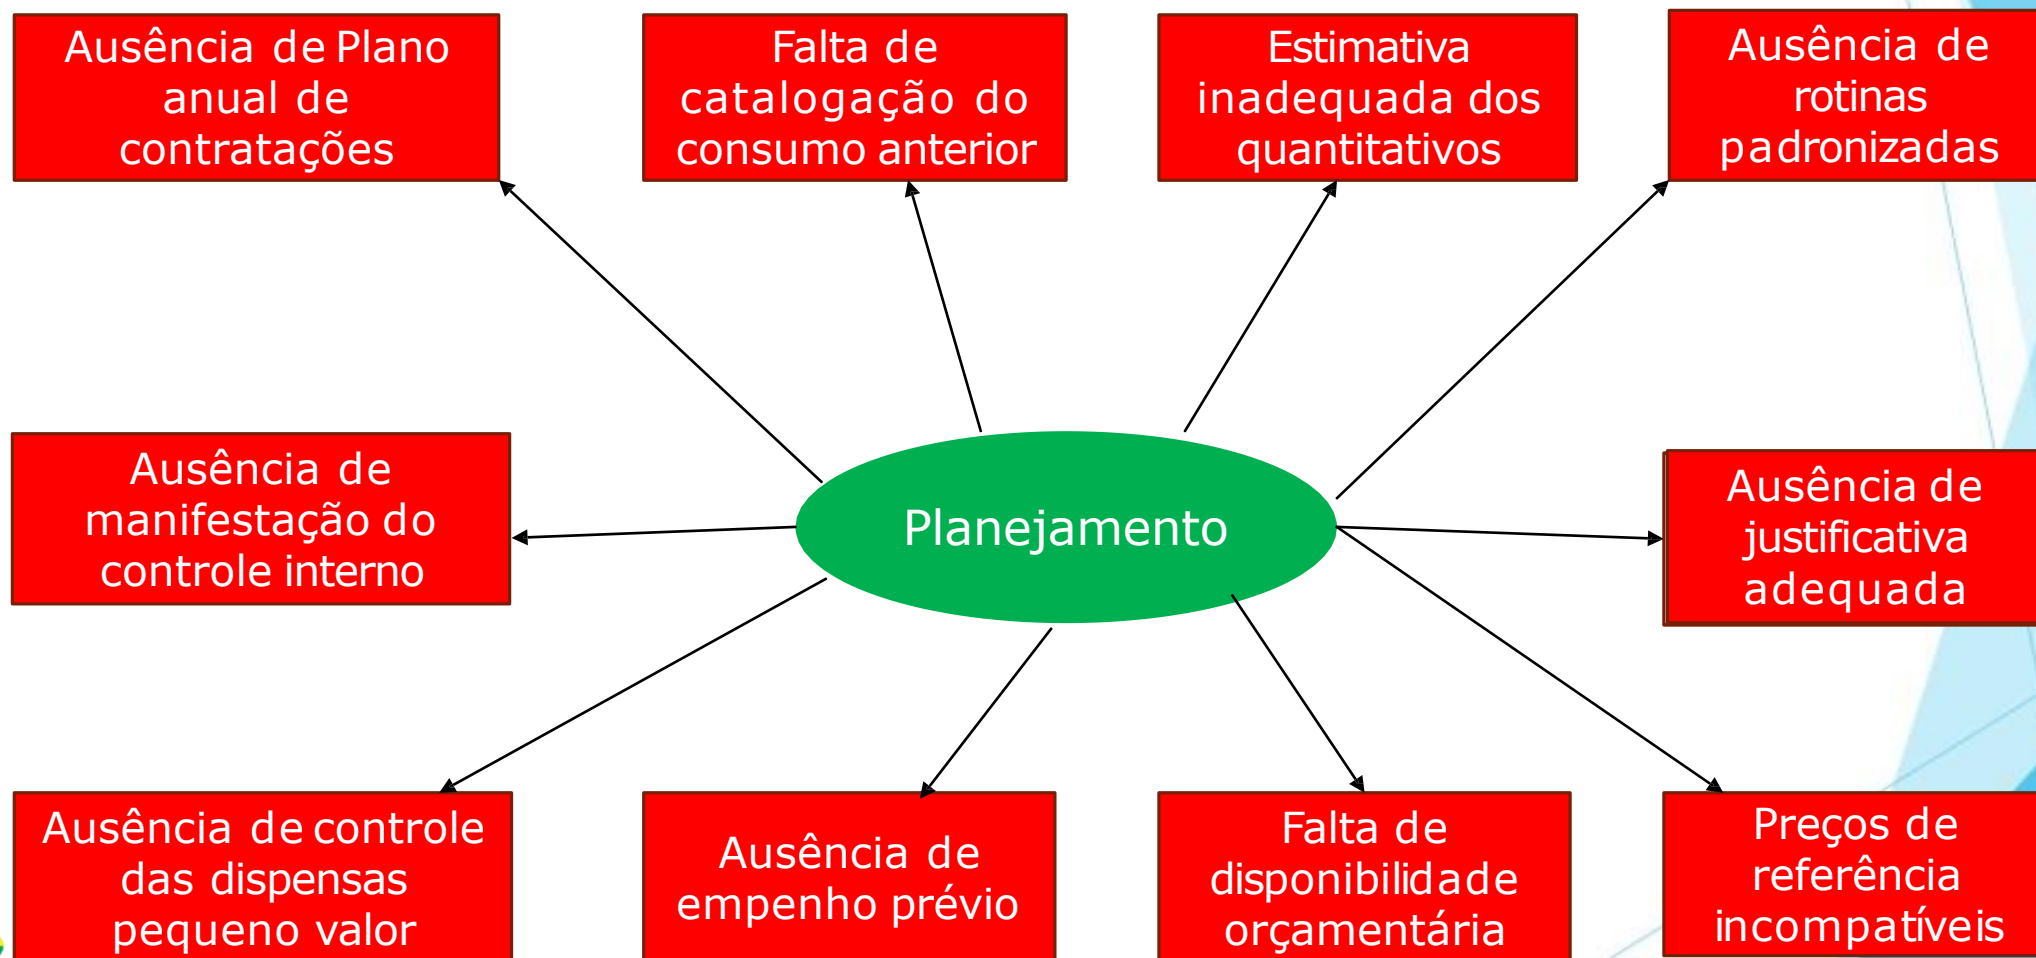 Ausência de Plano
anual de
contratações
Falta de
catalogação do
consumo anterior
Estimativa
inadequada dos
quantitativos
Ausência de
rotinas
padronizadas
Ausência de
manifestação do
controle interno
Planejamento
Ausência de
justificativa
adequada
Ausência de controle
das dispensas
pequeno valor
Ausência de
empenho prévio
Falta de
disponibilidade
orçamentária
Preços de
referência
incompatíveis